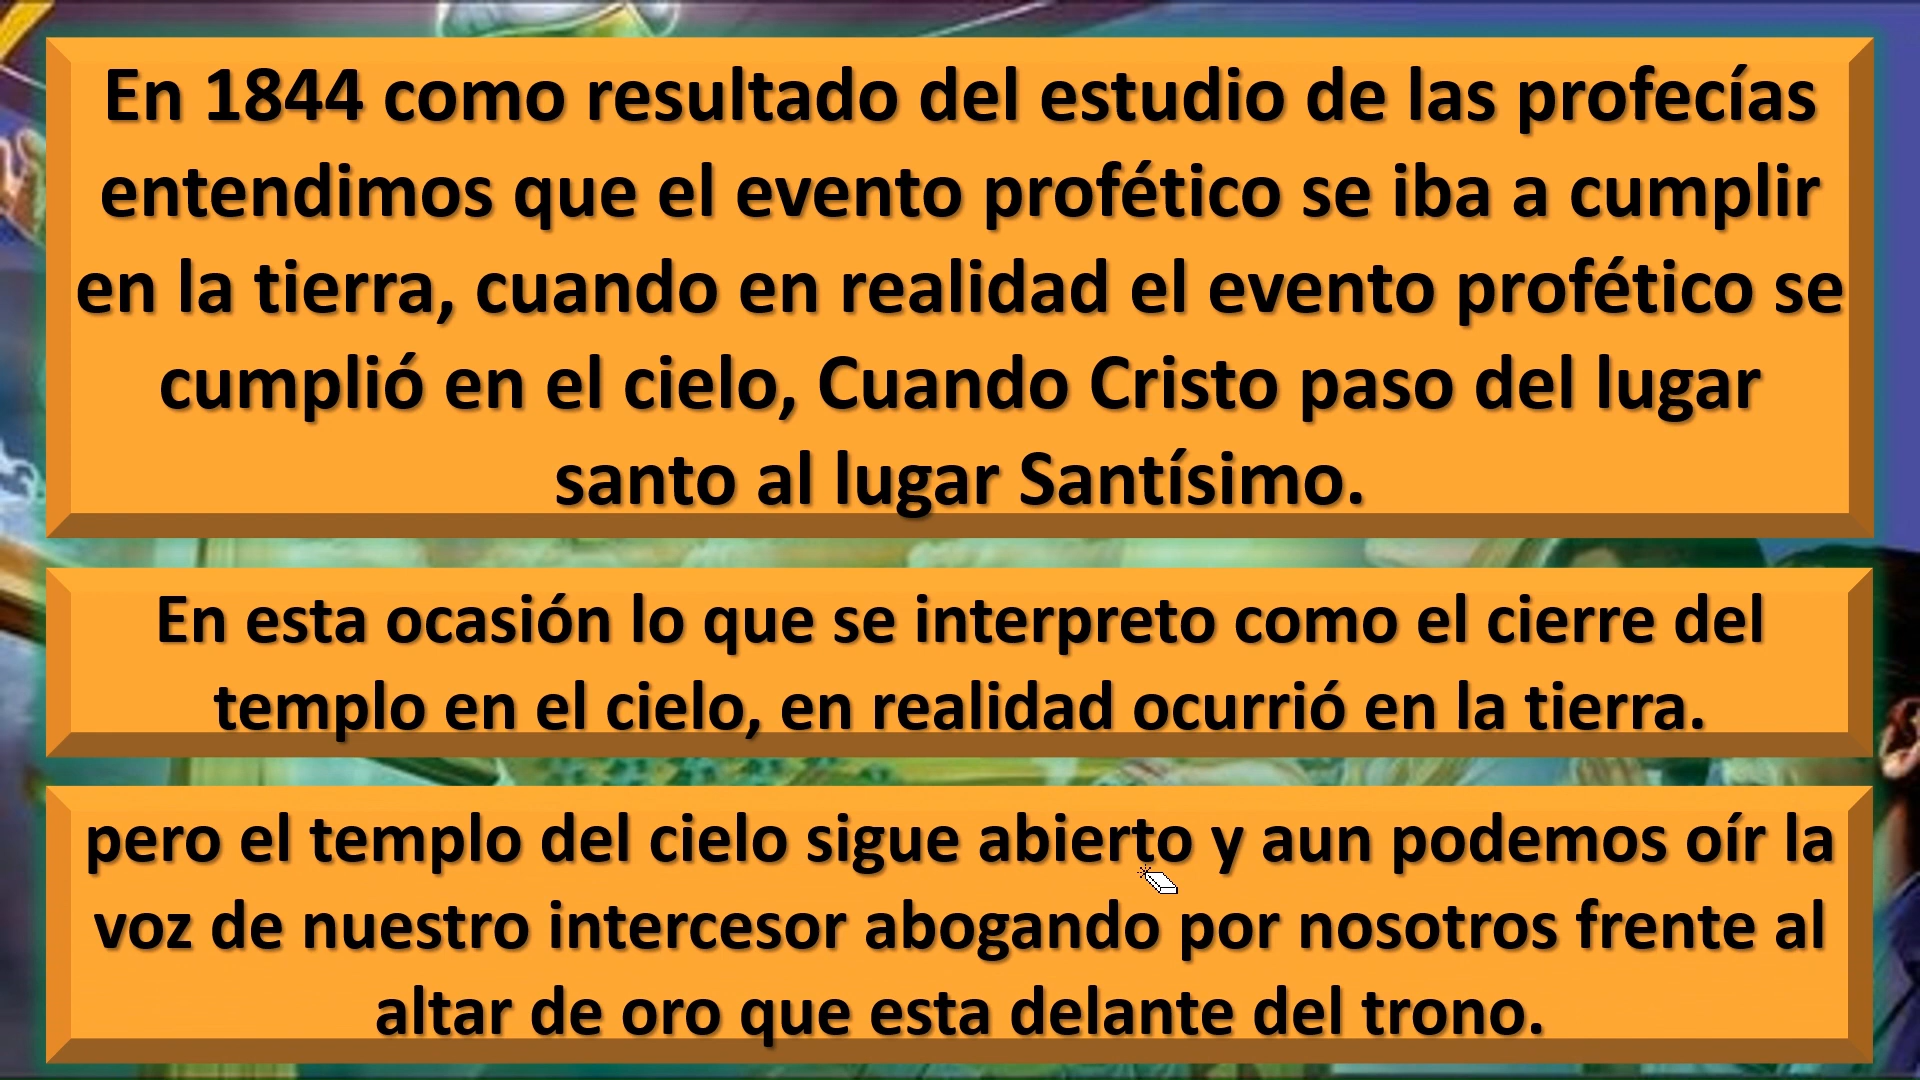 En 1844 como resultado del estudio de las profecías
entendimos que el evento profético se iba a cumplir
en la tierra, cuando en realidad el evento profético se
cumplió en el cielo, Cuando Cristo paso del lugar
santo al lugar Santísimo.
En esta ocasión lo que se interpreto como el cierre del
templo en el cielo, en realidad ocurrió en la tierra.
pero el templo del cielo sigue abierto y aun podemos oír la
voz de nuestro intercesor abogando por nosotros frente al
altar de oro que esta delante del trono.